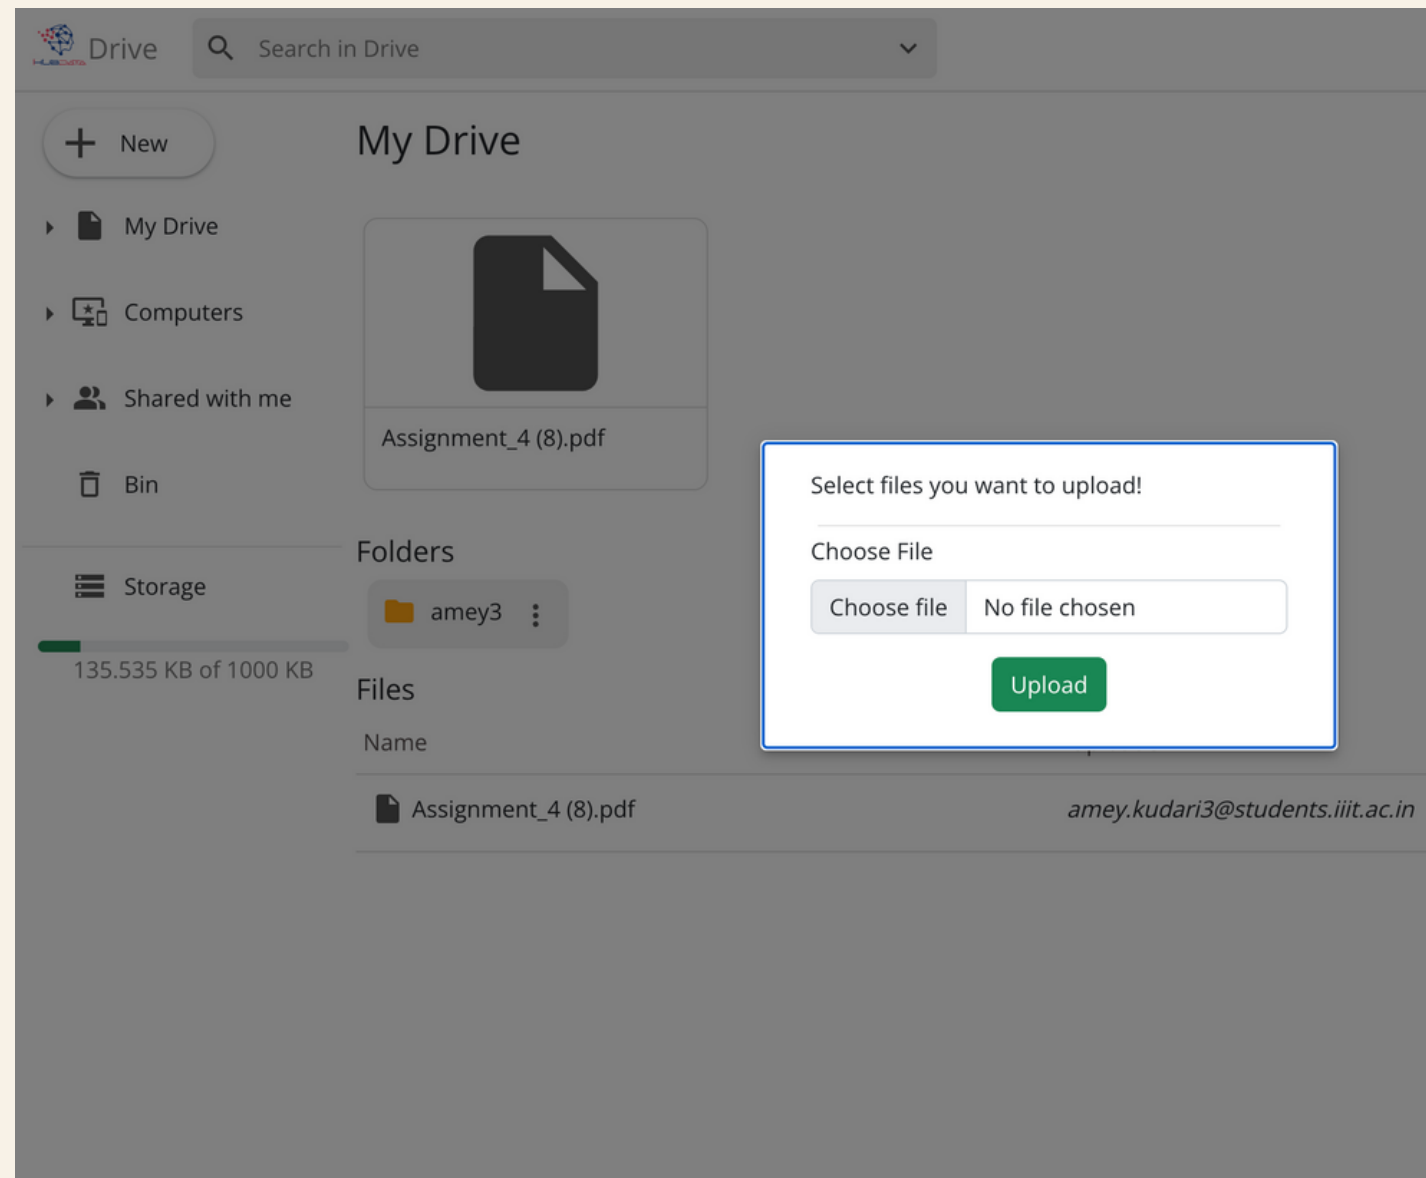 HUBDATA Drive
Search in Drive
New
My Drive
Computers
Shared with me
Bin
Storage
135.535 KB of 1000 KB
My Drive
Assignment_4 (8).pdf
Folders
amey3
Files
Name
Assignment_4 (8).pdf amey.kudari3@students.iiit.ac.in
Select files you want to upload!
Choose File
Choose file No file chosen
Upload